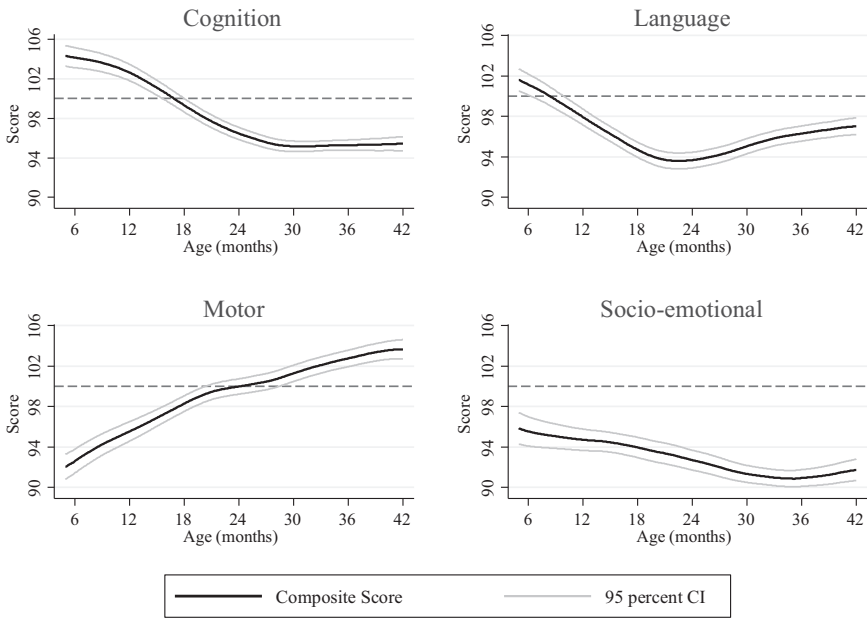 Cognition
Score
106
102
98
94
90
6 12 18 24 30 36 42
Age (months)
Language
Score
106
102
98
94
90
6 12 18 24 30 36 42
Age (months)
Motor
Score
106
102
98
94
90
6 12 18 24 30 36 42
Age (months)
Socio-emotional
Score
106
102
98
94
90
6 12 18 24 30 36 42
Age (months)
Composite Score
95 percent CI